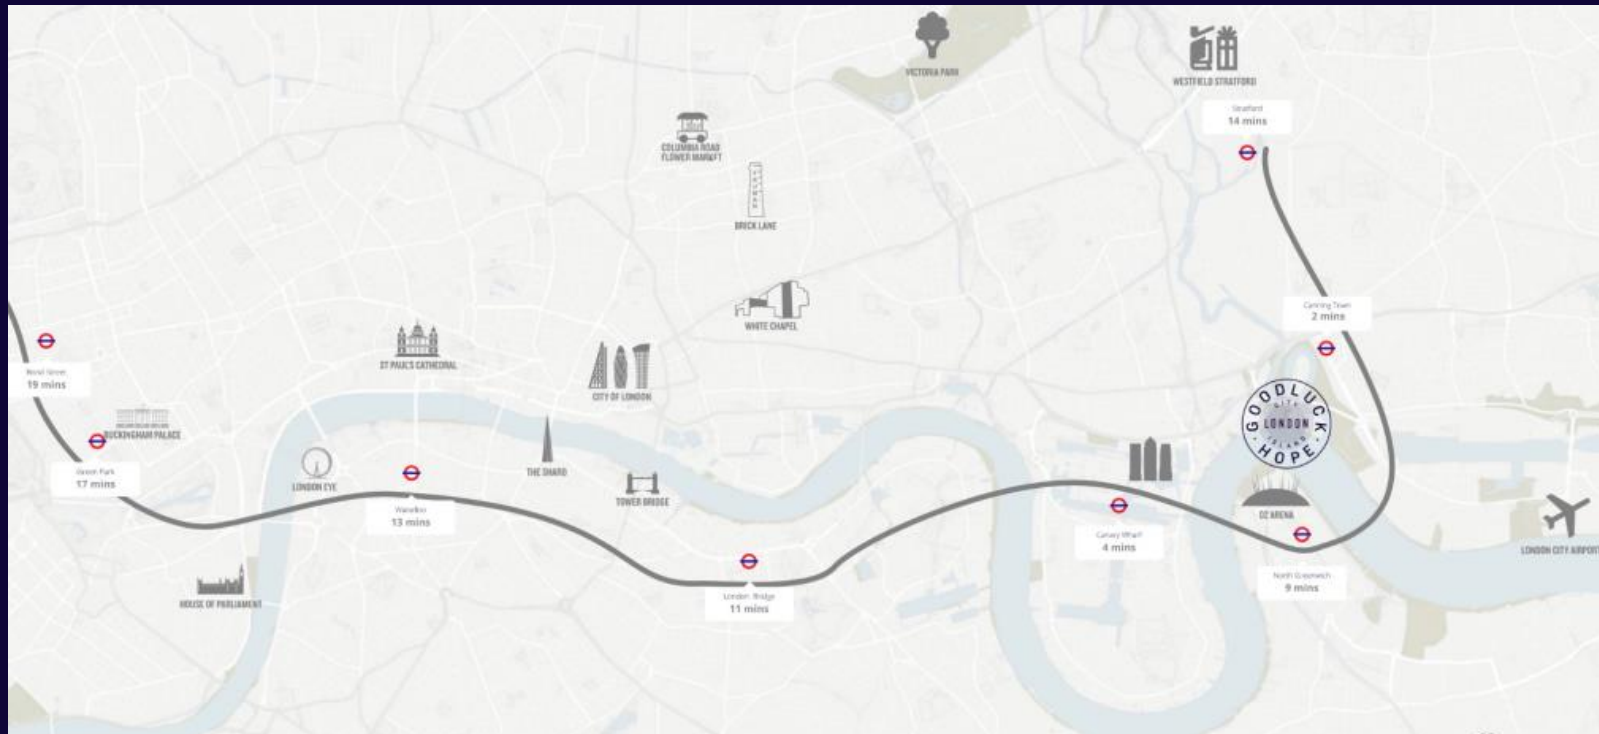 VICTORIA PARK
WESTFIELD STRATFORD
Stratford
14 mins
COLUMBIA ROAD
FLOWER MARKET
TRUMAN
BRICK LANE
WHITE CHAPEL
Canning Town
2 mins
ST PAUL'S CATHEDRAL
CITY OF LONDON
Bond Street
19 mins
BUCKINGHAM PALACE
Green Park
17 mins
LONDON EYE
THE SHARD
TOWER BRIDGE
Waterloo
13 mins
GOODLUCK
CITY
LONDON
ISLAND
HOPE
O2 ARENA
Canary Wharf
4 mins
LONDON CITY AIRPORT
HOUSE OF PARLIAMENT
London Bridge
11 mins
North Greenwich
9 mins